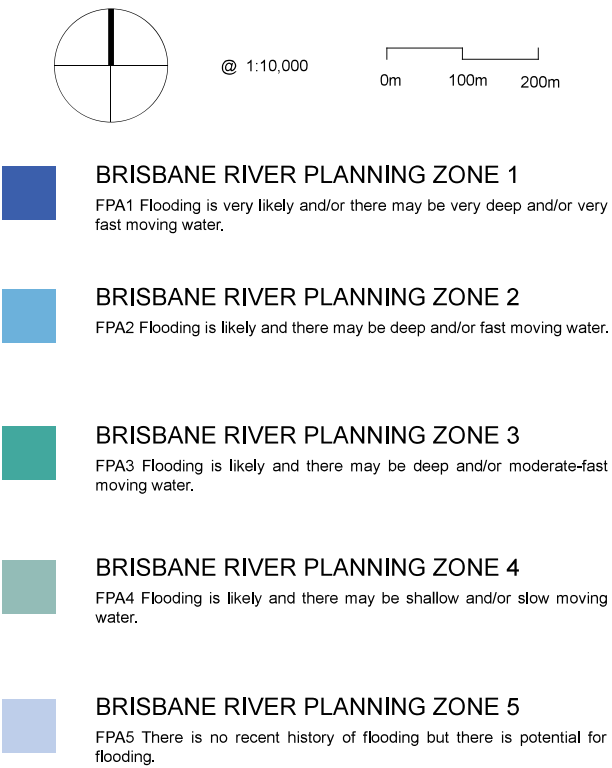 @ 1:10,000
0m 100m 200m
BRISBANE RIVER PLANNING ZONE 1
FPA1 Flooding is very likely and/or there may be very deep and/or very
fast moving water.
BRISBANE RIVER PLANNING ZONE 2
FPA2 Flooding is likely and there may be deep and/or fast moving water.
BRISBANE RIVER PLANNING ZONE 3
FPA3 Flooding is likely and there may be deep and/or moderate-fast
moving water.
BRISBANE RIVER PLANNING ZONE 4
FPA4 Flooding is likely and there may be shallow and/or slow moving
water.
BRISBANE RIVER PLANNING ZONE 5
FPA5 There is no recent history of flooding but there is potential for
flooding.